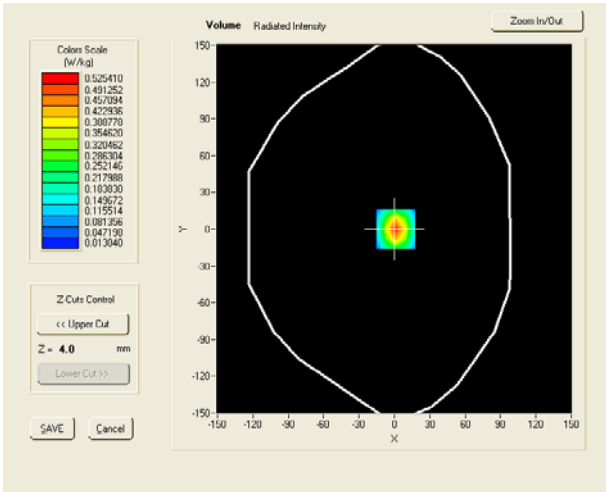 Volume Radiated Intensity
Zoom In/Out
Colors Scale
(W/kg)
0.525410
0.491252
0.457094
0.422936
0.388778
0.354620
0.320462
0.286304
0.252146
0.217988
0.183830
0.149672
0.115514
0.081356
0.047198
0.013040
Z-Cuts Control
<< Upper Cut
Z = 4.0 mm
Lower Cut >>
SAVE Cancel
150
120
90
60
30
0
-30
-60
-90
-120
-150
Y
-150 -120 -90 -60 -30 0 30 60 90 120 150
X